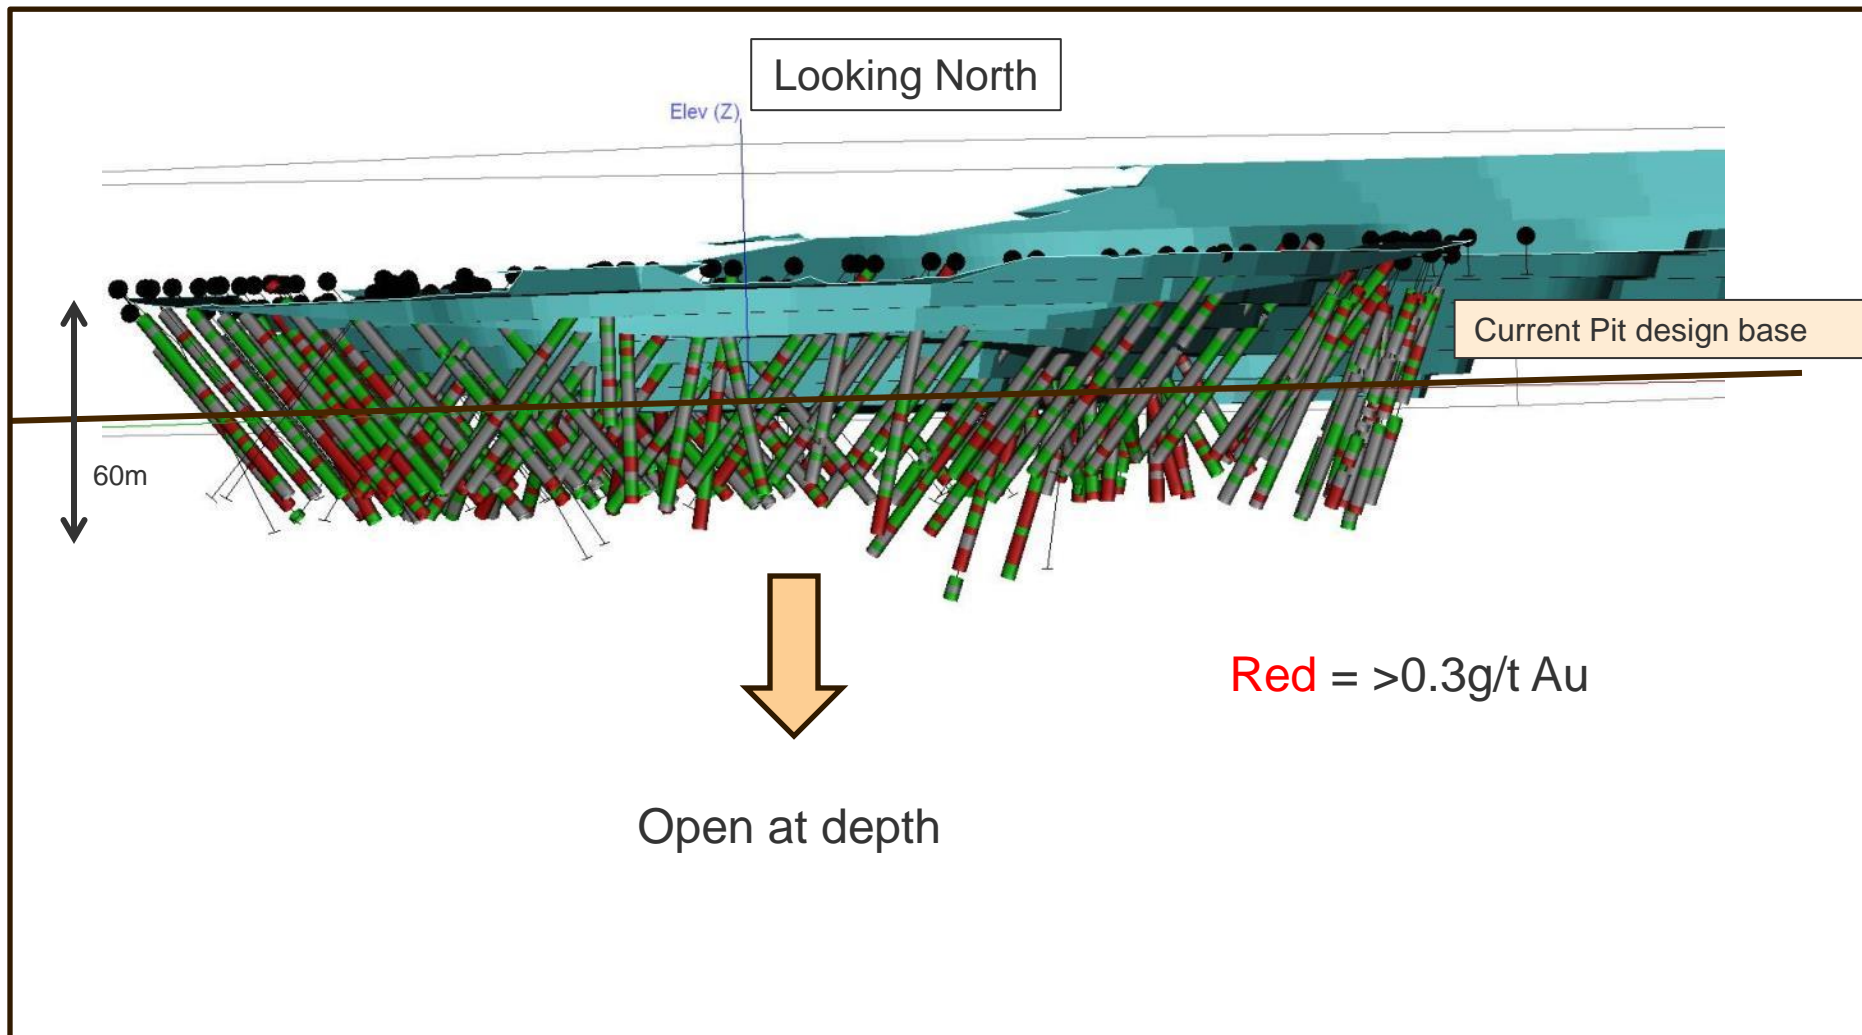 Looking North
Elev (Z)
Current Pit design base
60m
Red = >0.3g/t Au
Open at depth